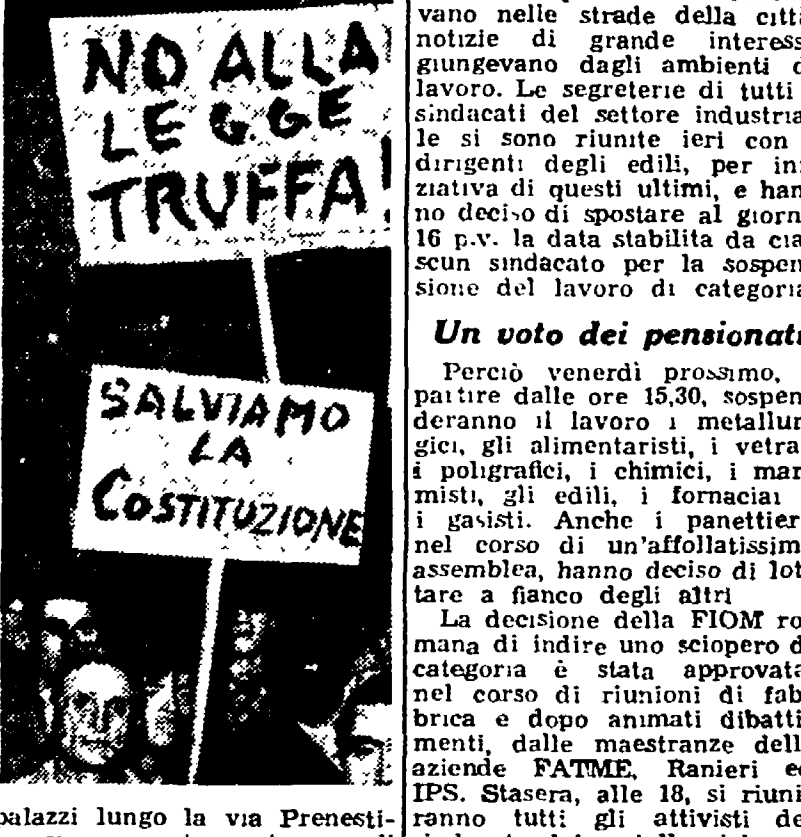 NO ALLA
LEGGE
TRUFFA!
SALVIAMO
LA
COSTITUZIONE
palazzi lungo la via Prenesti-
vano nelle strade della citt
notizie di grande interess
giungevano dagli ambienti d
lavoro. Le segreterie di tutti
sindacati del settore industria
le si sono riunite ieri con
dirigenti degli edili, per in
ziativa di questi ultimi, e han
no deciso di spostare al giorn
16 p.v. la data stabilita da cia
scun sindacato per la sospen
sione del lavoro di categoria
Un voto dei pensionati
Perciò venerdì prossimo,
partire dalle ore 15,30, sospen
deranno il lavoro i metallur
gici, gli alimentaristi, i vetra
i poligrafici, i chimici, i mar
misti, gli edili, i fornaciai
i gasisti. Anche i panettier
nel corso di un'affollatissim
assemblea, hanno deciso di lot
tare a fianco degli altri
La decisione della FIOM ro
mana di indire uno sciopero d
categoria è stata approvata
nel corso di riunioni di fab
brica e dopo animati dibatti
menti, dalle maestranze dell
aziende FATME, Ranieri e
IPS. Stasera, alle 18, si riuni
ranno tutti gli attivisti de